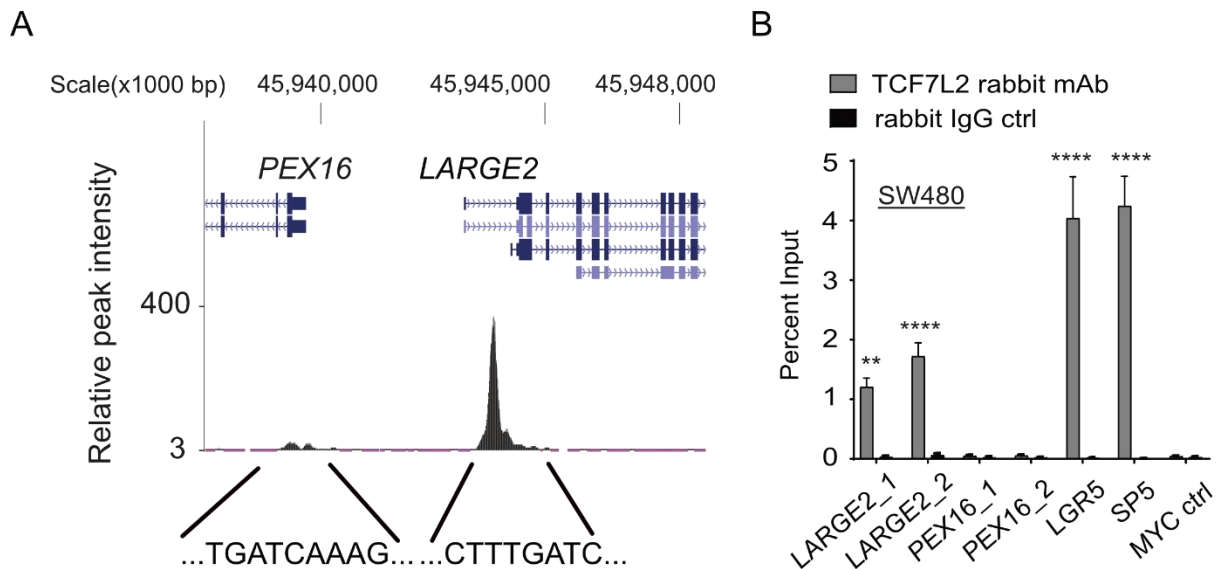 A
Scale(x1000 bp) 45,940,000 45,945,000 45,948,000
PEX16 LARGE2
Relative peak intensity
400
3
...TGATCAAAG... ...CTTTGATC...
B
TCF7L2 rabbit mAb
rabbit IgG ctrl
SW480
Percent Input
5
4
3
2
1
0
** **** **** ****
LARGE2_1
LARGE2_2
PEX16_1
PEX16_2
LGR5
SP5
MYC ctrl